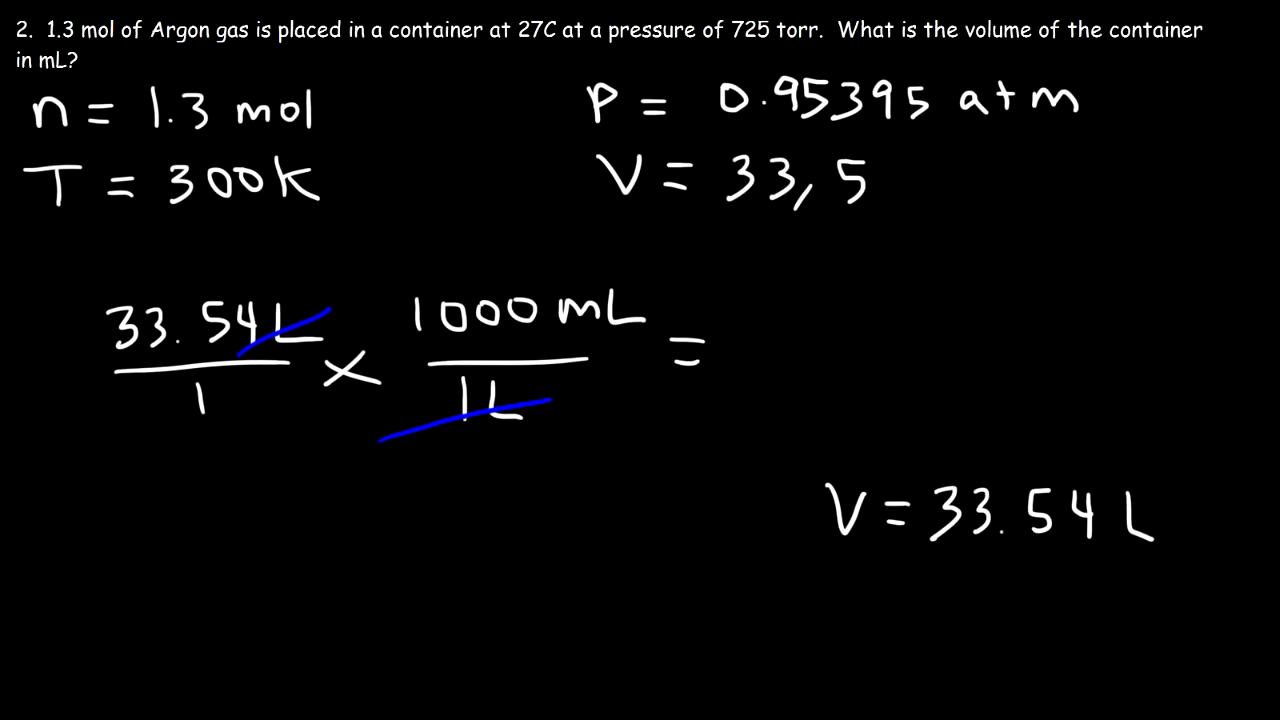 2. 1.3 mol of Argon gas is placed in a container at 27C at a pressure of 725 torr. What is the volume of the container
in mL?
n = 1.3 mol
P = 0.95395 atm
T = 300K
V = 33,5
33.54L
1
×
1000 mL
1L
=
V = 33.54 L